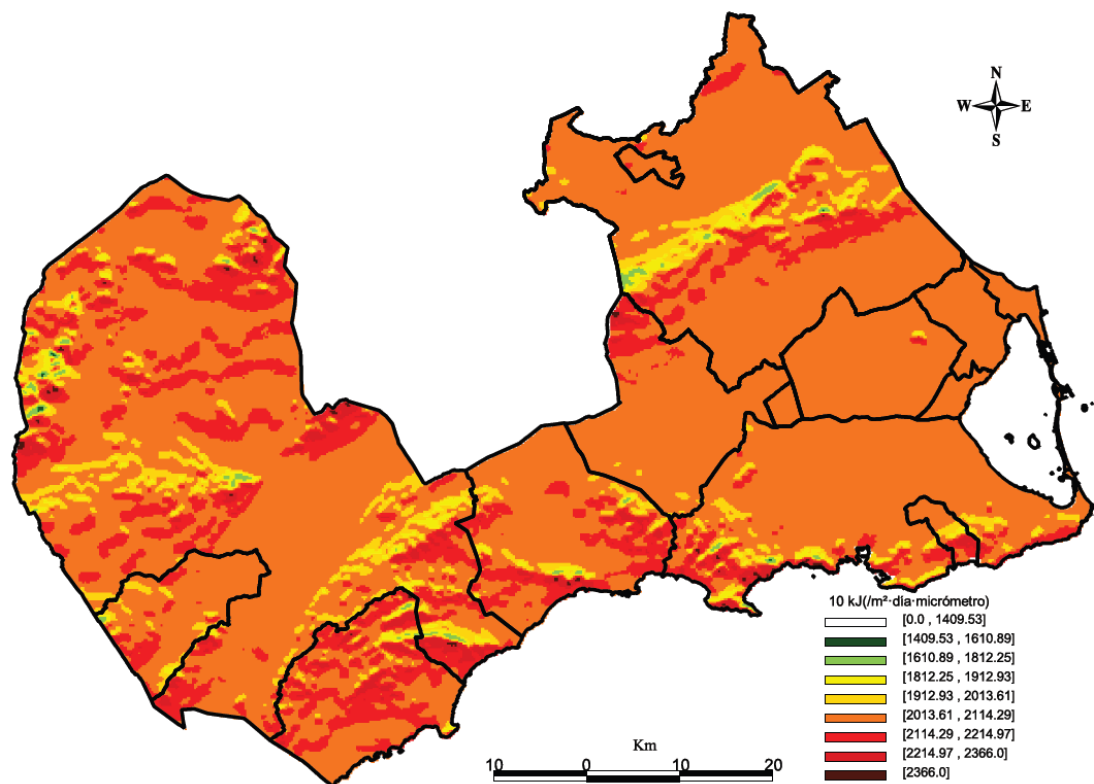 N
W E
S
10 kJ(/m²·día·micrómetro)
[0.0 , 1409.53]
[1409.53 , 1610.89]
[1610.89 , 1812.25]
[1812.25 , 1912.93]
[1912.93 , 2013.61]
[2013.61 , 2114.29]
[2114.29 , 2214.97]
[2214.97 , 2366.0]
[2366.0]
Km
10 0 10 20